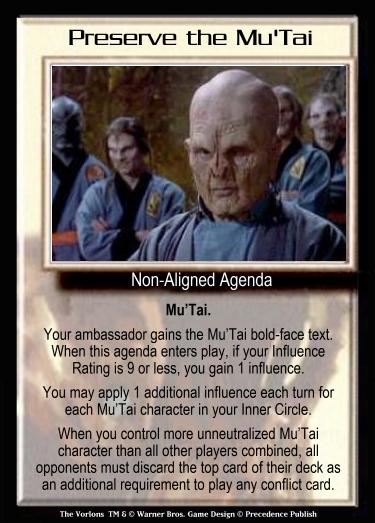 Preserve the Mu'Tai
Non-Aligned Agenda
Mu'Tai.
Your ambassador gains the Mu'Tai bold-face text.
When this agenda enters play, if your Influence
Rating is 9 or less, you gain 1 influence.
You may apply 1 additional influence each turn for
each Mu'Tai character in your Inner Circle.
When you control more unneutralized Mu'Tai
character than all other players combined, all
opponents must discard the top card of their deck as
an additional requirement to play any conflict card.
The Vorlons TM & © Warner Bros. Game Design © Precedence Publish